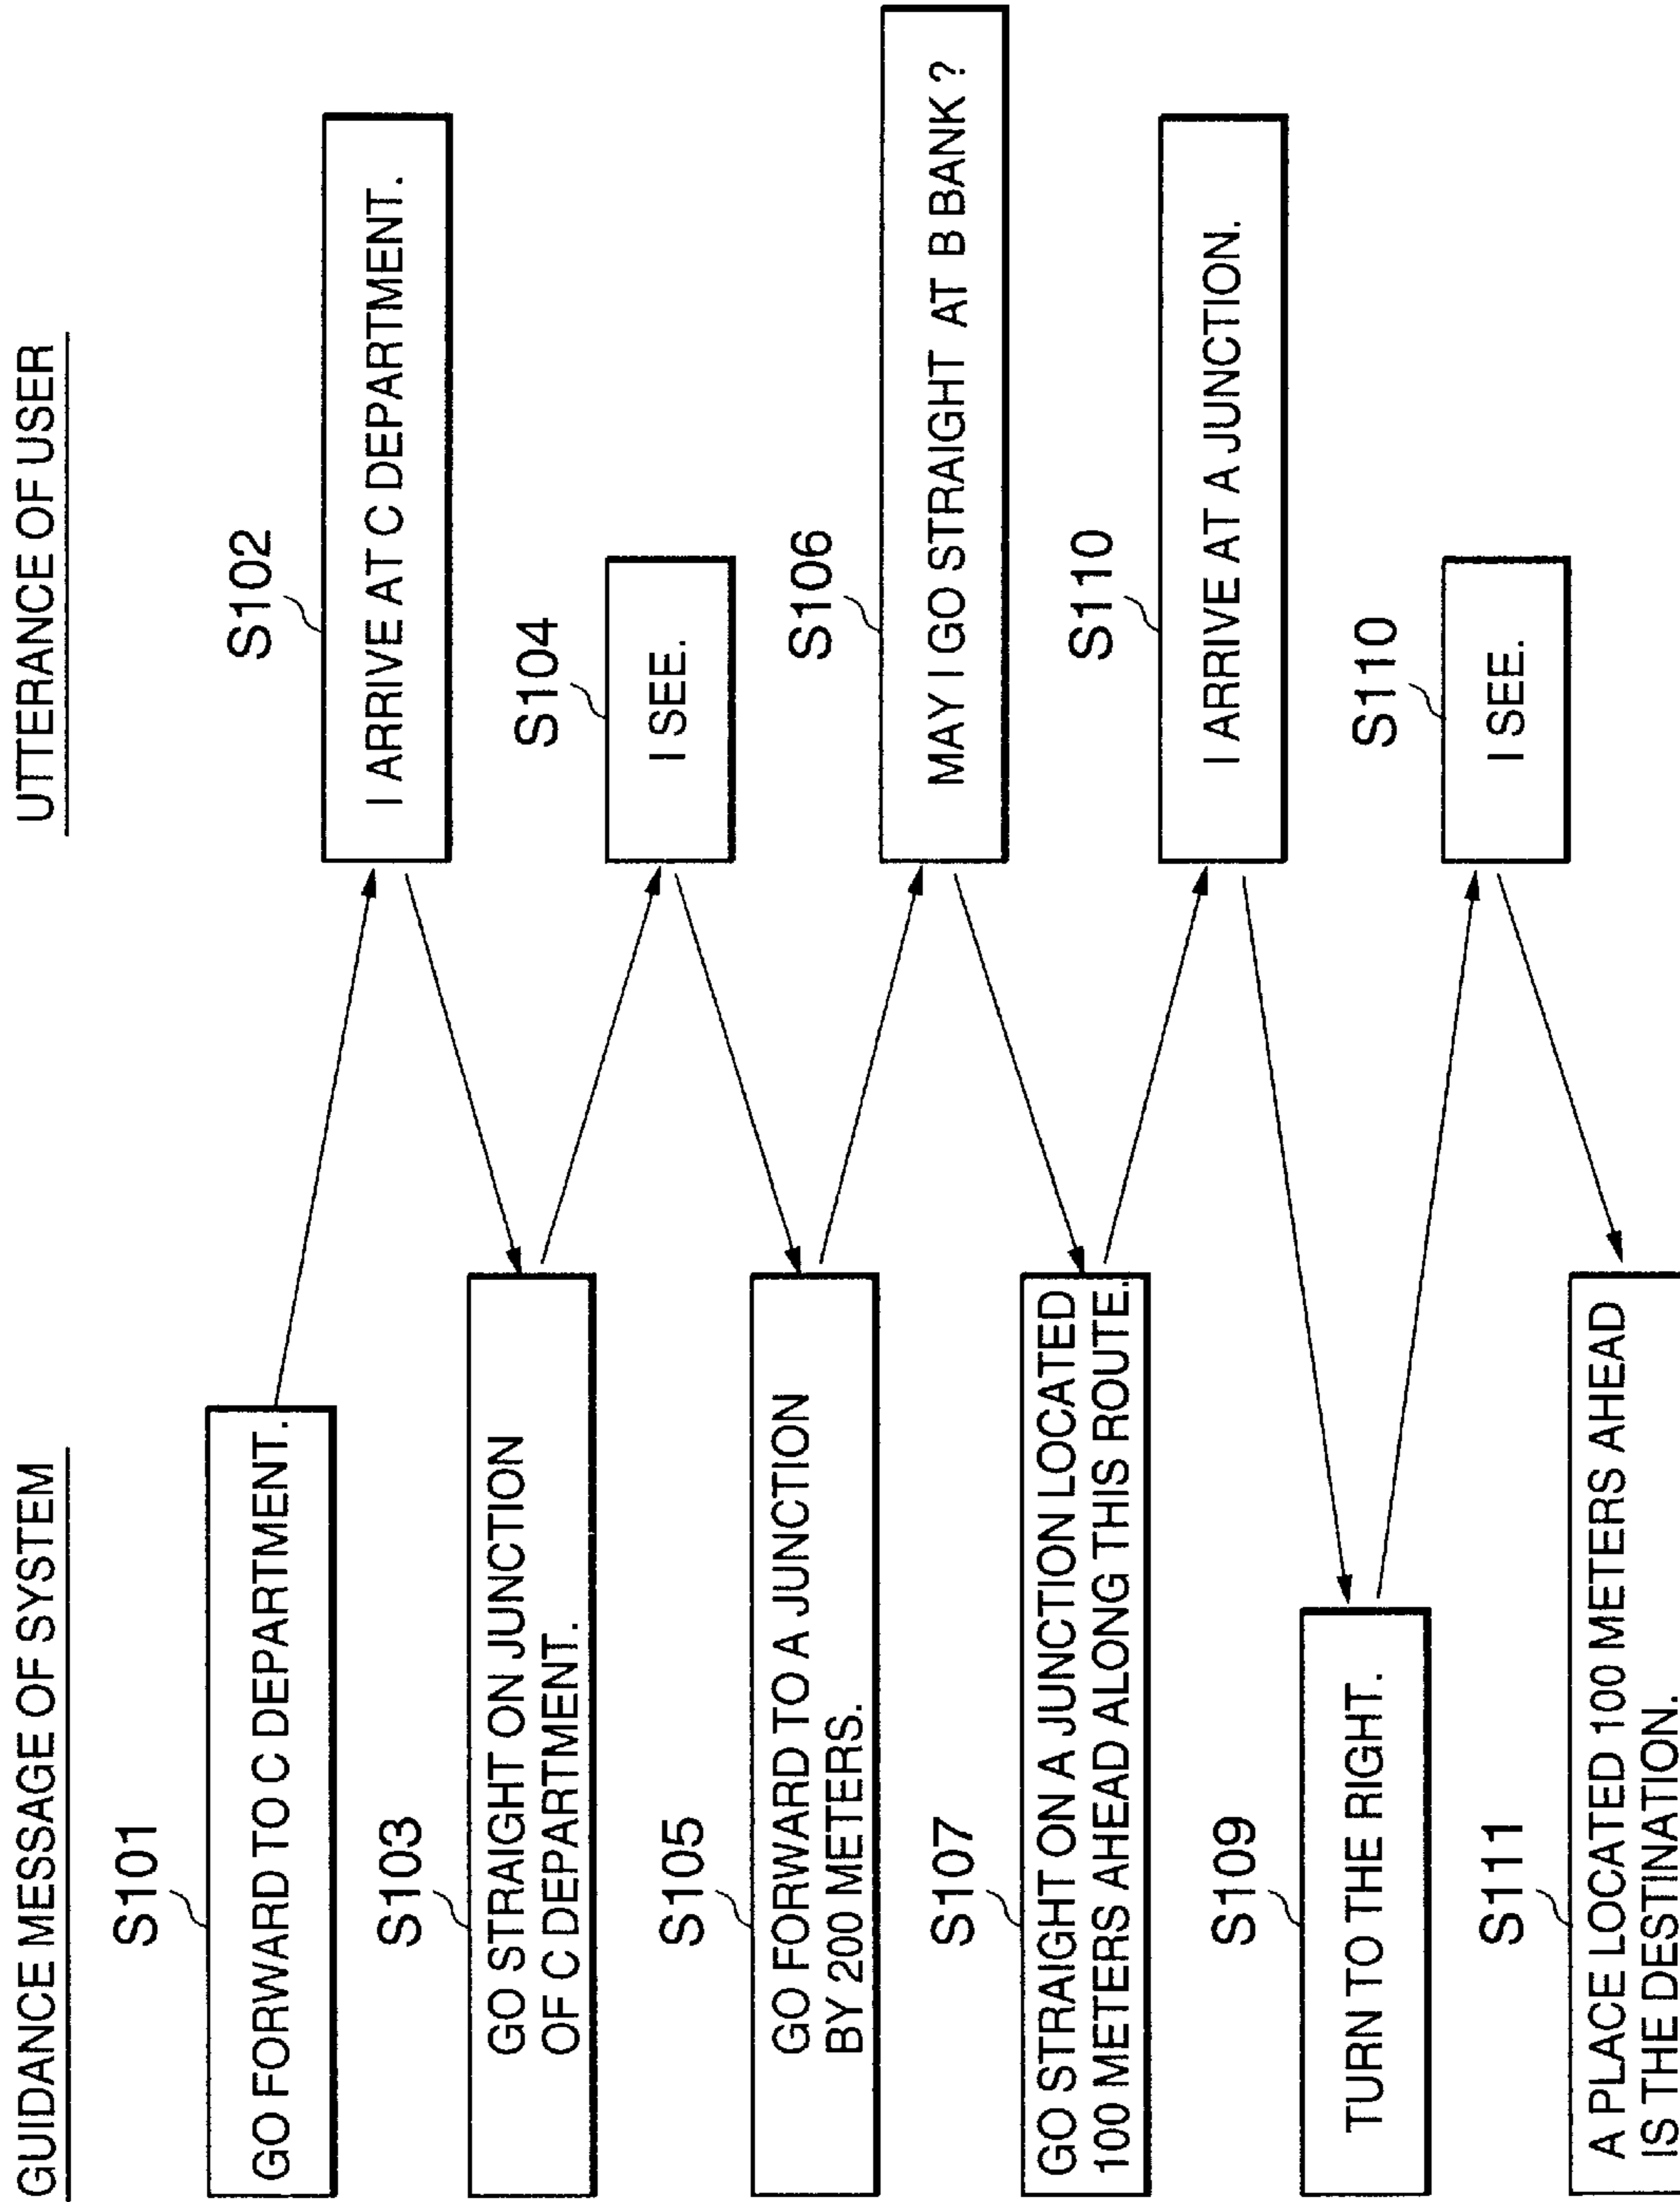 GUIDANCE MESSAGE OF SYSTEM
UTTERANCE OF USER
S101
GO FORWARD TO C DEPARTMENT.
S102
I ARRIVE AT C DEPARTMENT.
S103
GO STRAIGHT ON JUNCTION
OF C DEPARTMENT.
S104
I SEE.
S105
GO FORWARD TO A JUNCTION
BY 200 METERS.
S106
MAY I GO STRAIGHT AT B BANK ?
S107
GO STRAIGHT ON A JUNCTION LOCATED
100 METERS AHEAD ALONG THIS ROUTE.
S110
I ARRIVE AT A JUNCTION.
S109
TURN TO THE RIGHT.
S110
I SEE.
S111
A PLACE LOCATED 100 METERS AHEAD
IS THE DESTINATION.